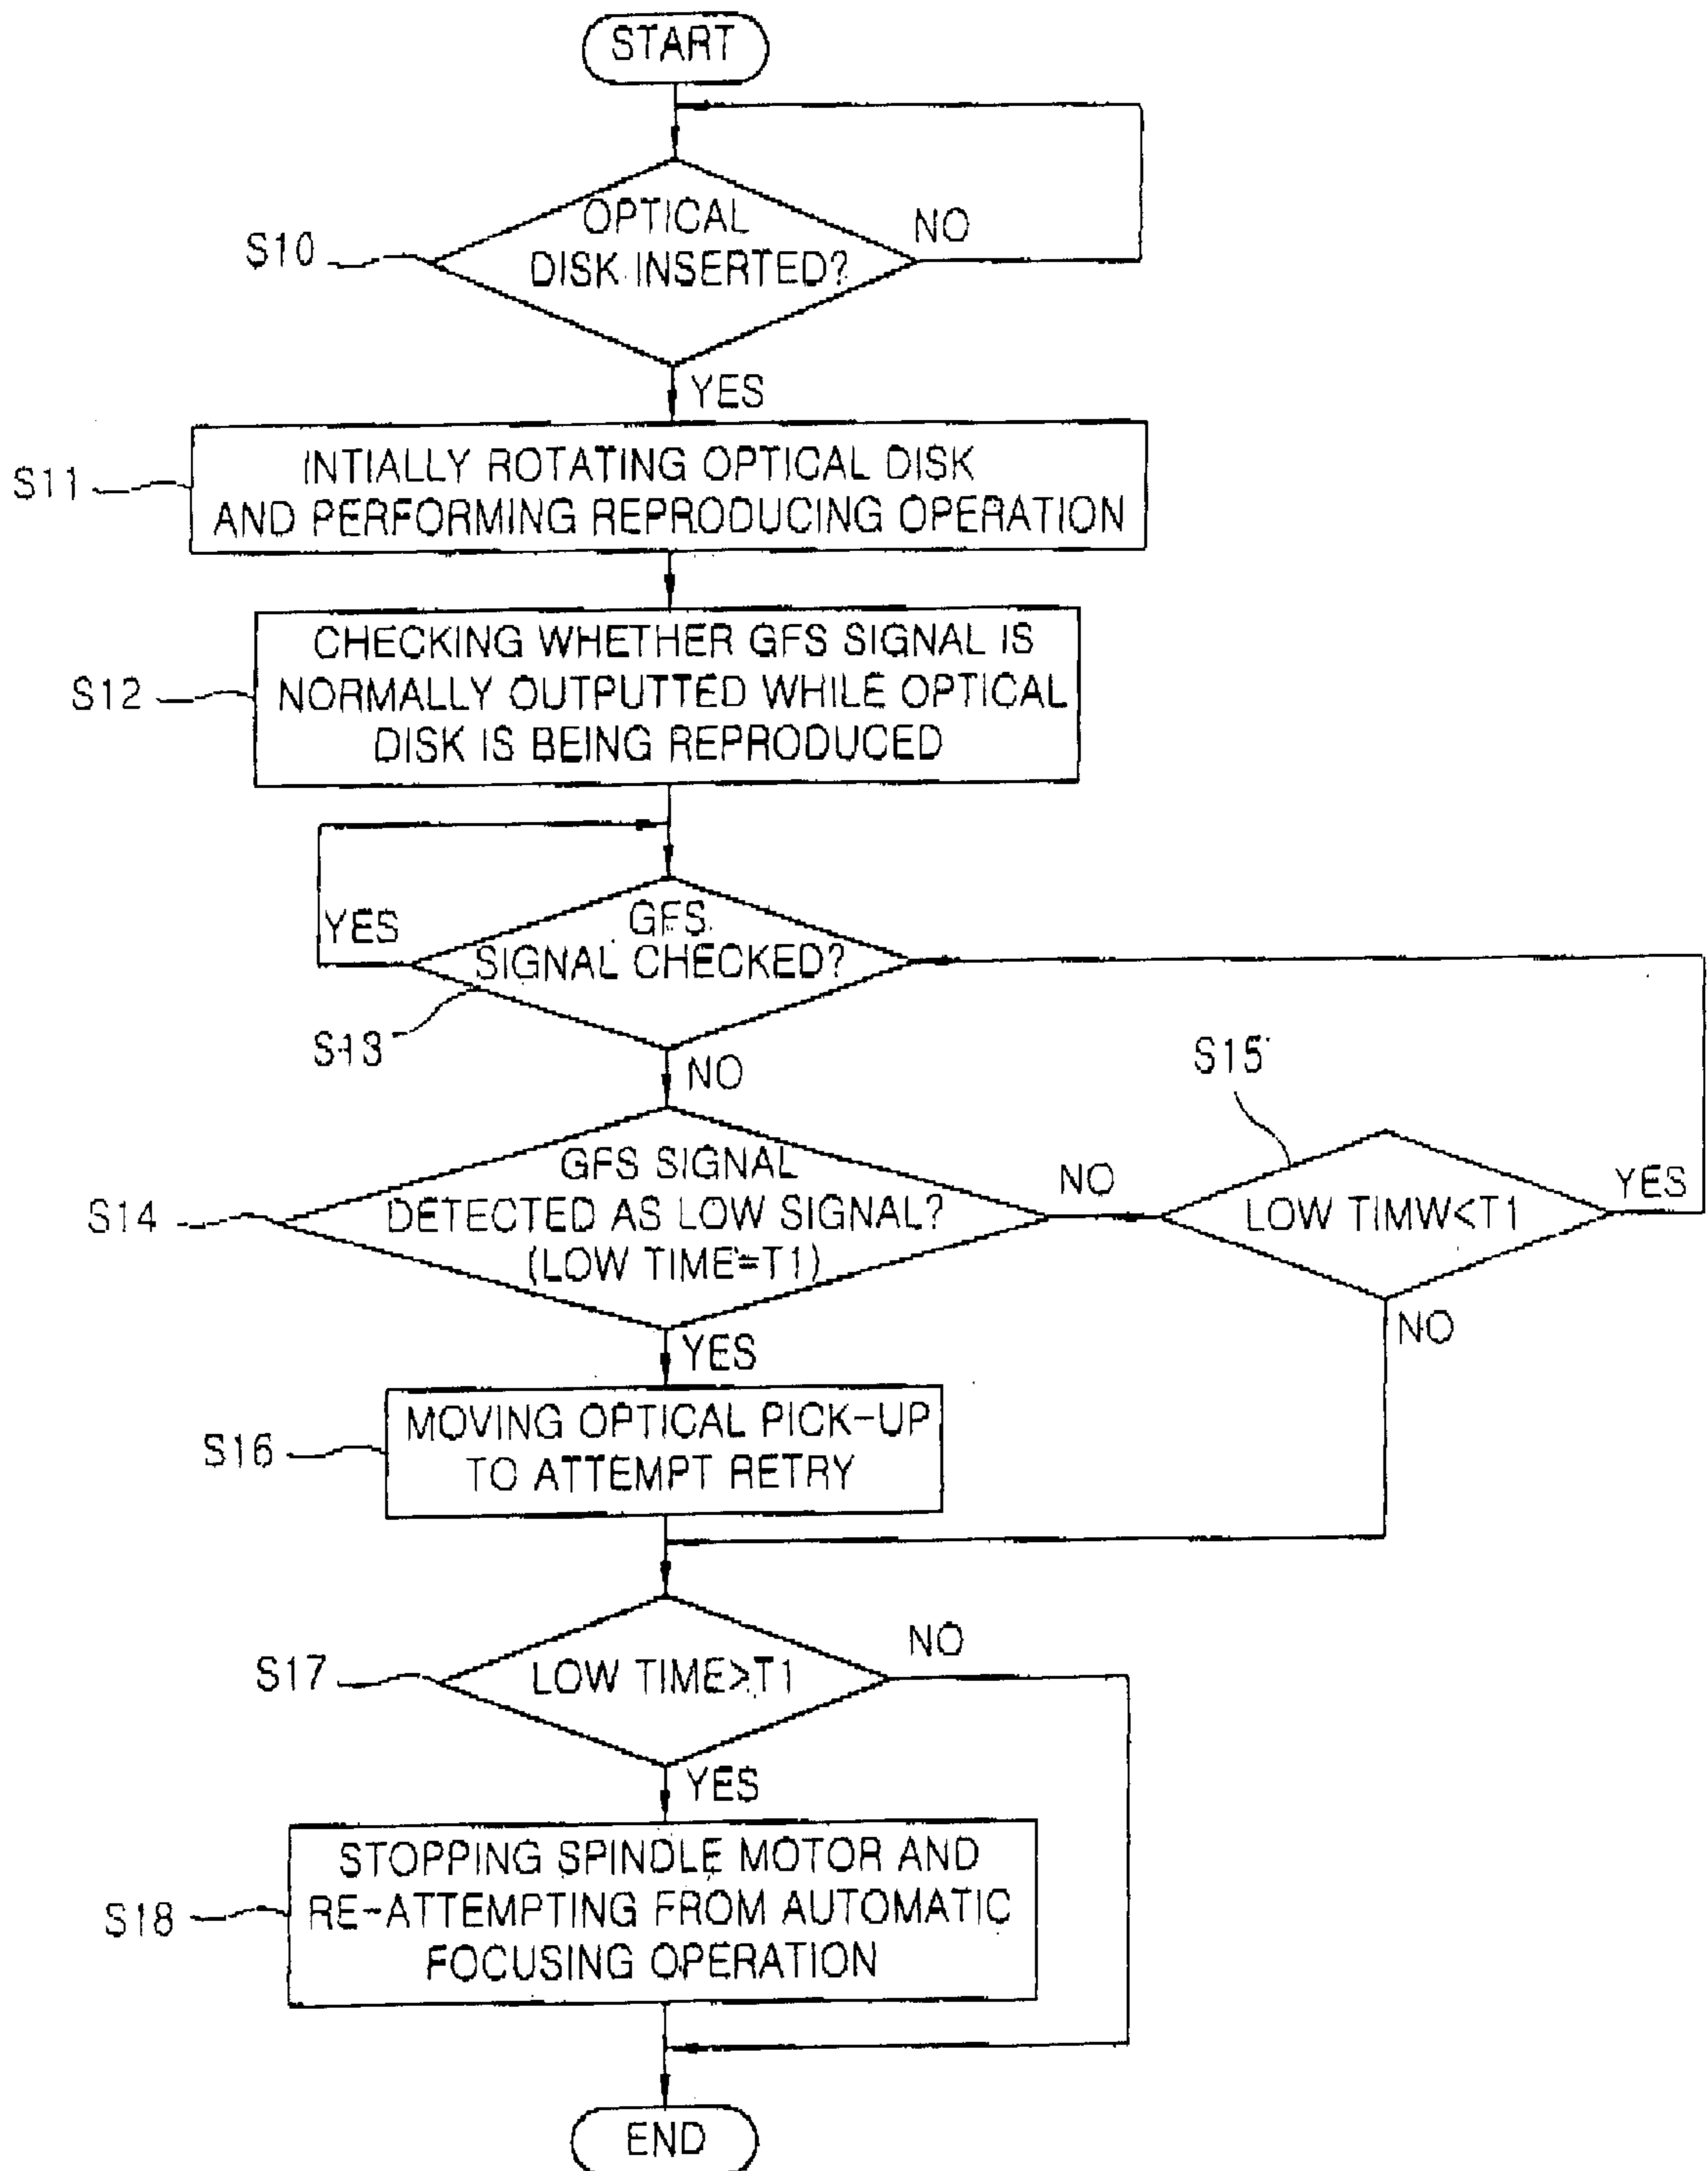 START
OPTICAL
DISK INSERTED?
NO
S10
YES
INTIALLY ROTATING OPTICAL DISK
AND PERFORMING REPRODUCING OPERATION
S11
CHECKING WHETHER GFS SIGNAL IS
NORMALLY OUTPUTTED WHILE OPTICAL
DISK IS BEING REPRODUCED
S12
YES
GFS
SIGNAL CHECKED?
S13
NO
S15
GFS SIGNAL
DETECTED AS LOW SIGNAL?
(LOW TIME=T1)
S14
NO
LOW TIMW<T1
YES
NO
YES
MOVING OPTICAL PICK-UP
TO ATTEMPT RETRY
S16
NO
S17
LOW TIME>T1
YES
STOPPING SPINDLE MOTOR AND
RE-ATTEMPTING FROM AUTOMATIC
FOCUSING OPERATION
S18
END